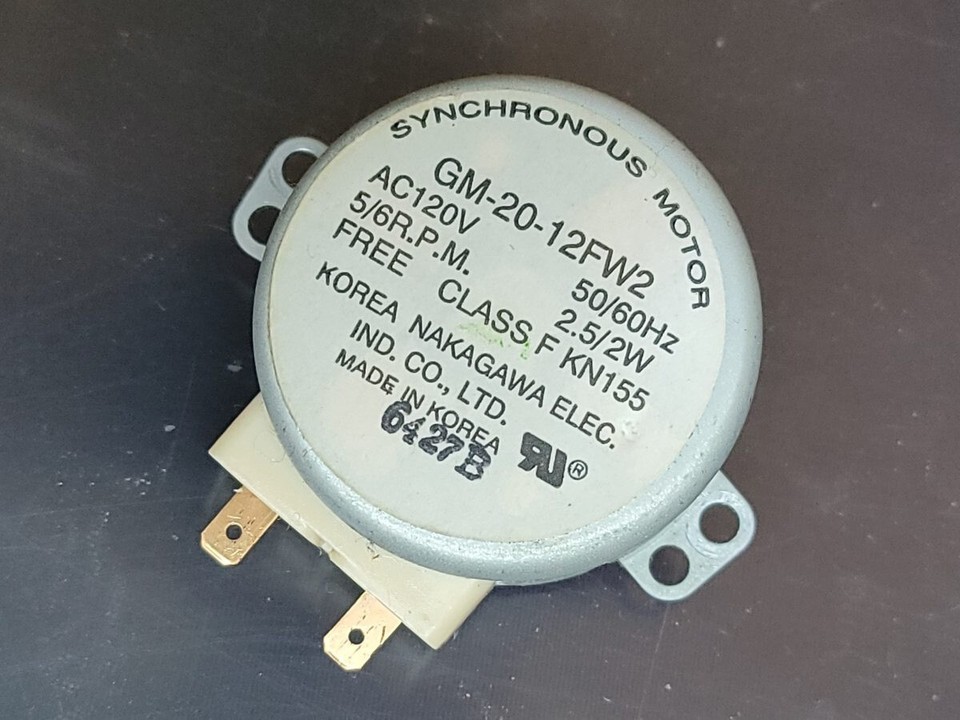 SYNCHRONOUS MOTOR
GM-20-12FW2
AC120V 50/60Hz
5/6R.P.M. 2.5/2W
FREE CLASS F KN155
KOREA NAKAGAWA ELEC.
IND. CO., LTD.
MADE IN KOREA
6427B
RU®